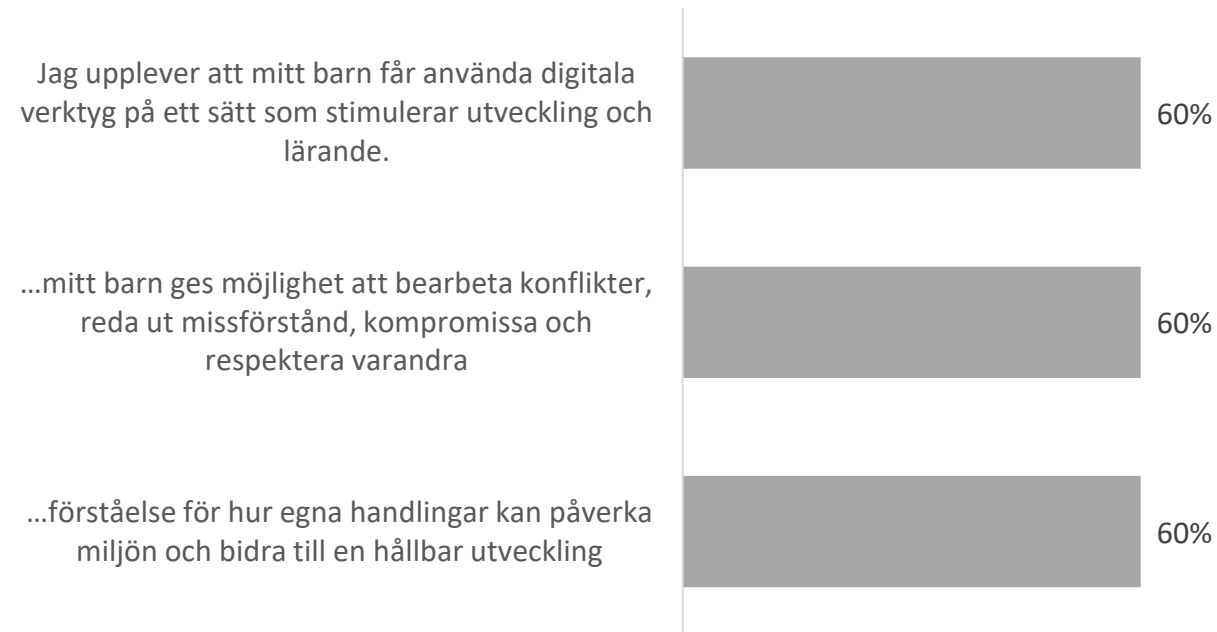 Jag upplever att mitt barn får använda digitala
verktyg på ett sätt som stimulerar utveckling och
lärande.
60%
…mitt barn ges möjlighet att bearbeta konflikter,
reda ut missförstånd, kompromissa och
respektera varandra
60%
…förståelse för hur egna handlingar kan påverka
miljön och bidra till en hållbar utveckling
60%